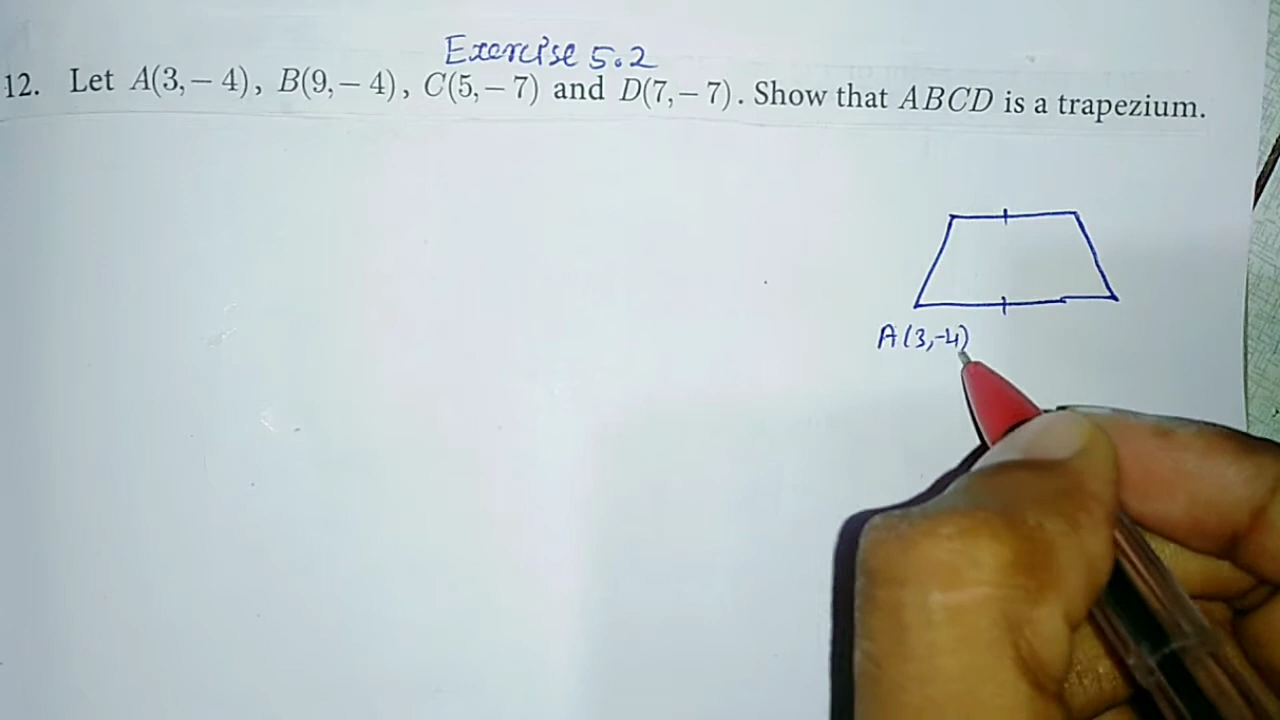 Exercise 5.2
12. Let A(3,– 4), B(9,– 4), C(5,– 7) and D(7,– 7). Show that ABCD is a trapezium.
A(3,-4)